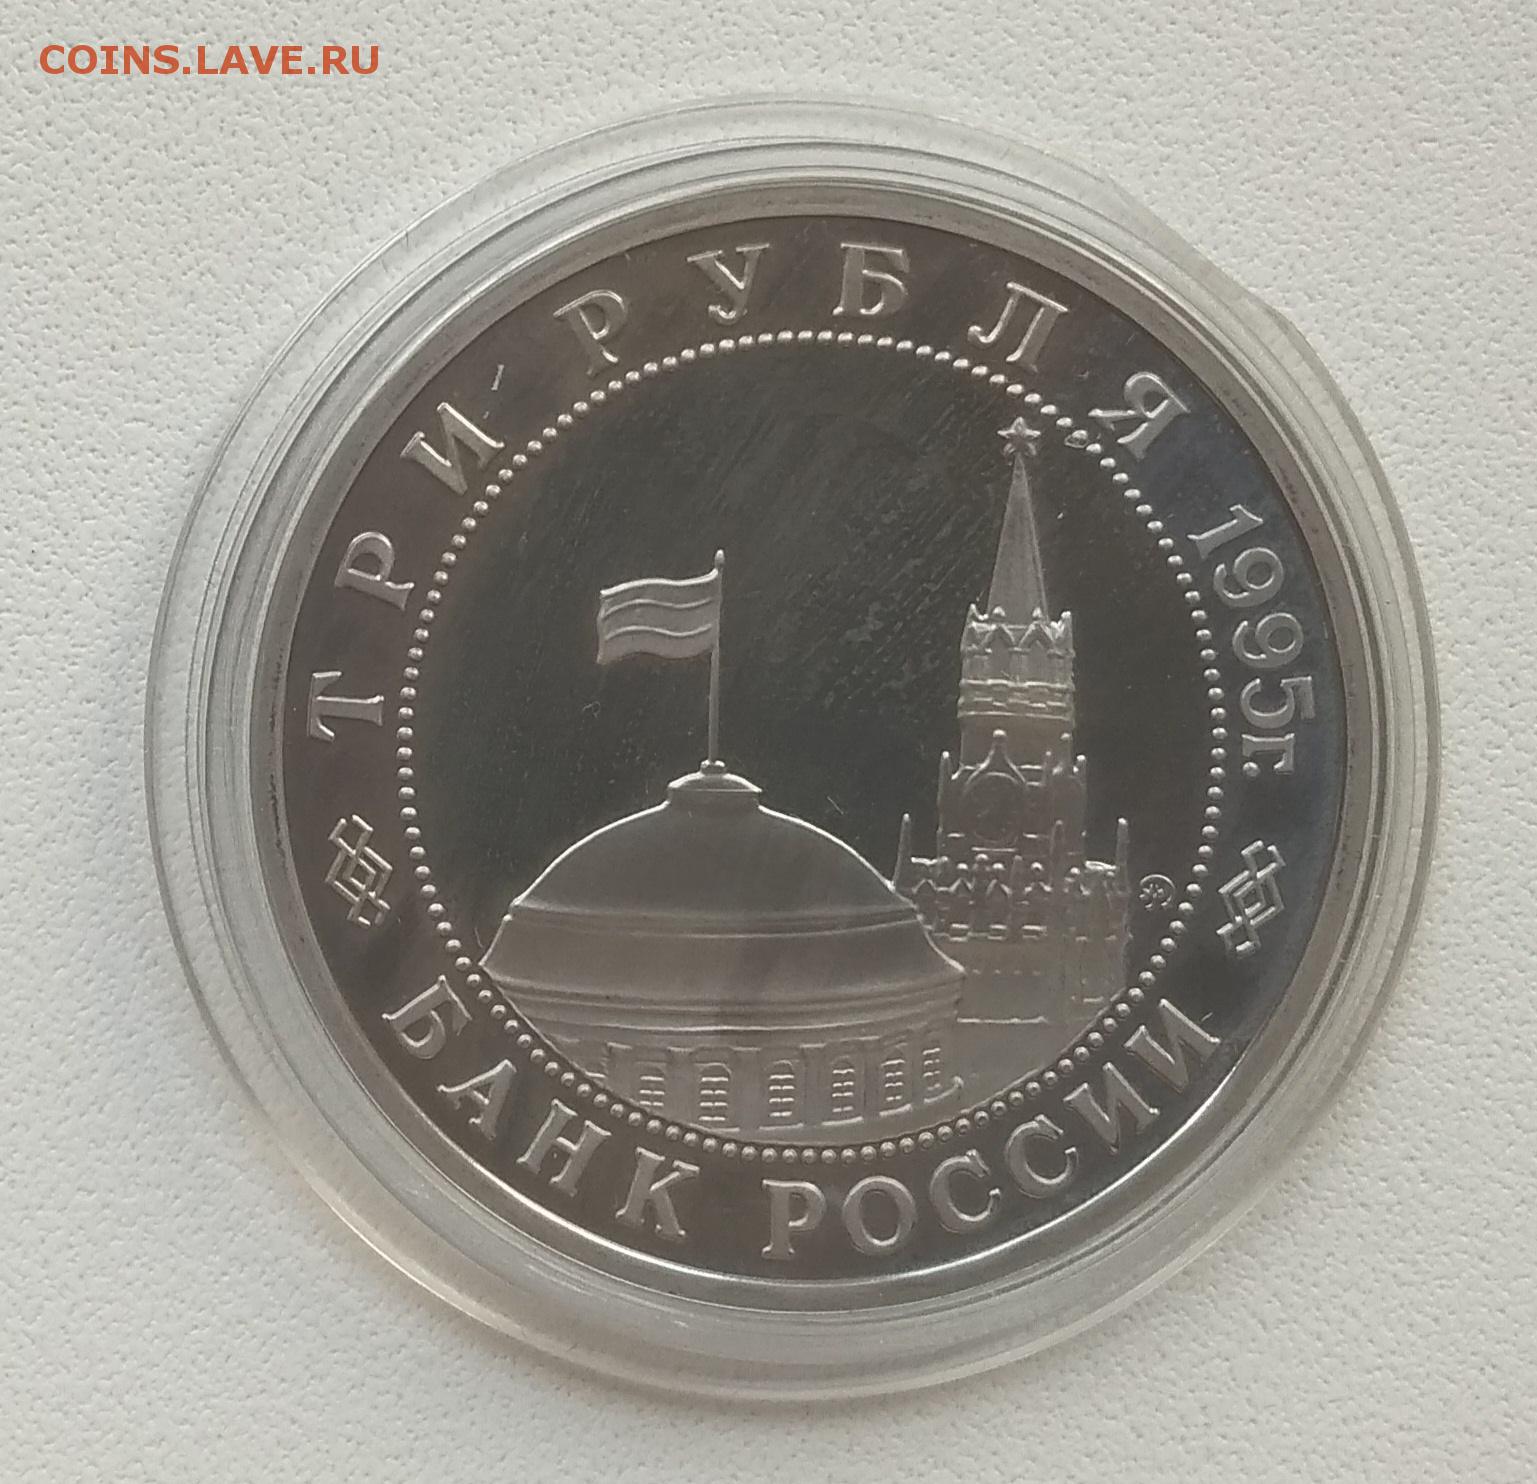 COINS.LAVE.RU
ТРИ РУБЛЯ 1995г.
БАНК РОССИИ